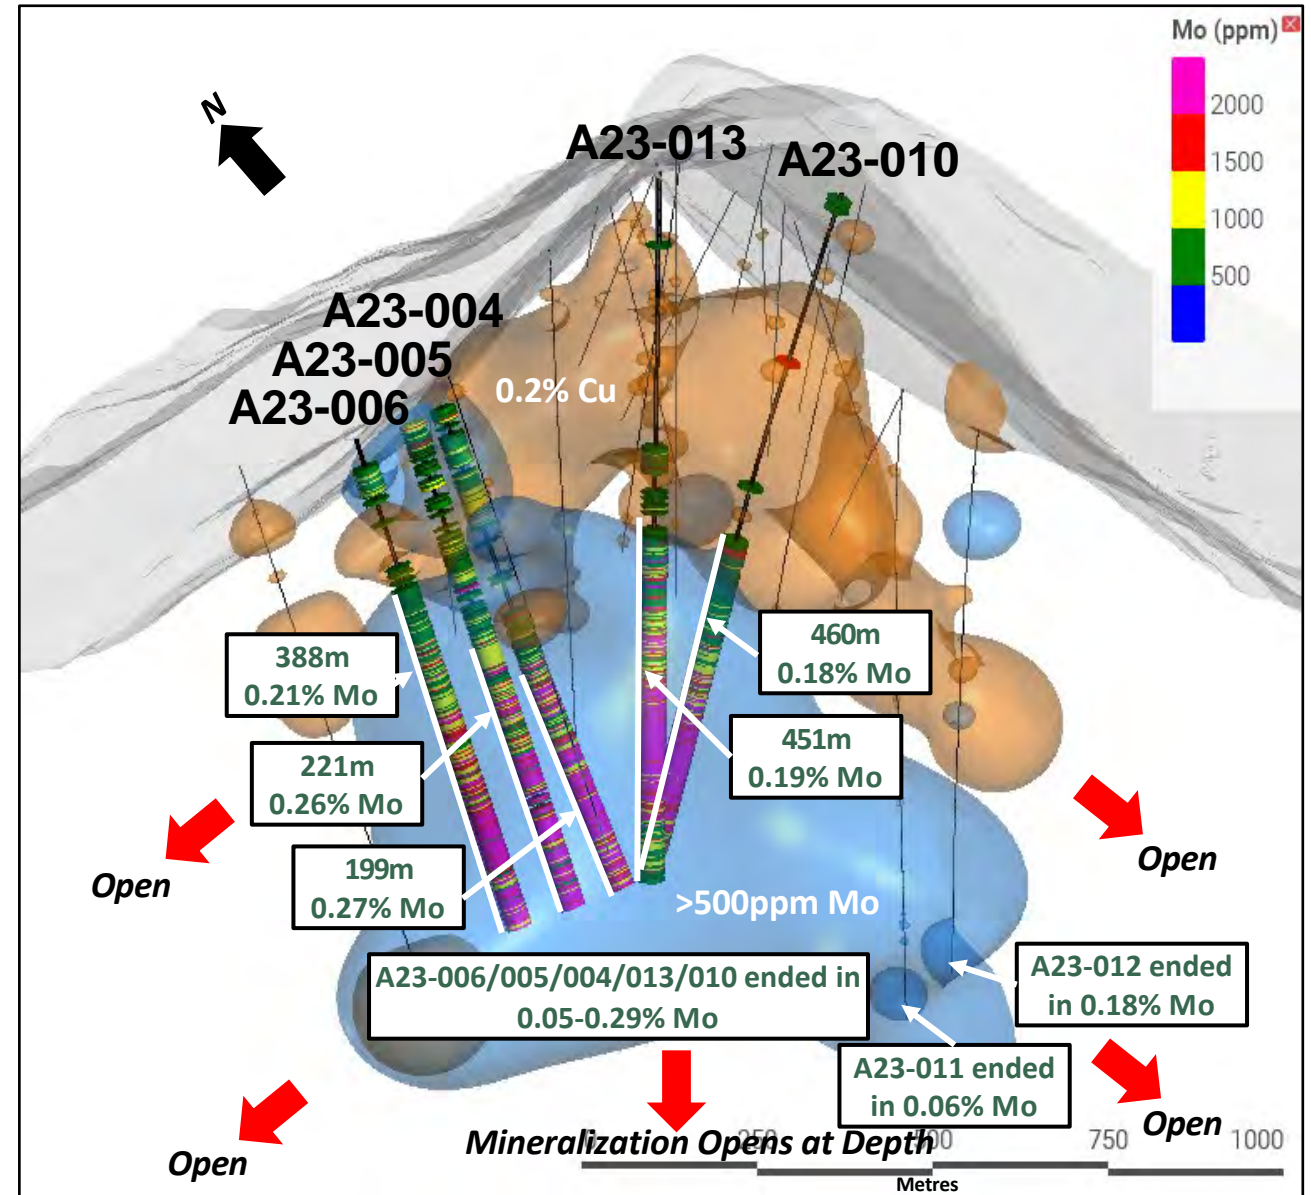 Mo (ppm)
2000
1500
1000
500
N
A23-013
A23-010
A23-004
A23-005
A23-006
0.2% Cu
388m
0.21% Mo
460m
0.18% Mo
221m
0.26% Mo
451m
0.19% Mo
199m
0.27% Mo
>500ppm Mo
Open
Open
A23-006/005/004/013/010 ended in
0.05-0.29% Mo
A23-012 ended
in 0.18% Mo
A23-011 ended
in 0.06% Mo
Open
Open
Mineralization Opens at Depth
0 250 500 750 1000
Metres